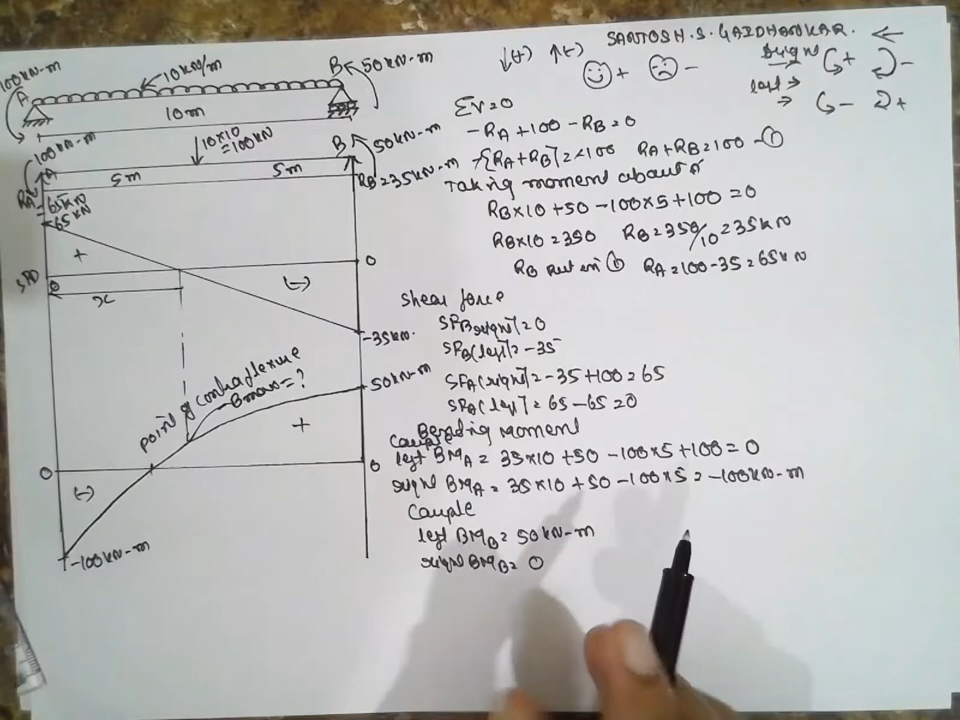 SANTOSH.S.GAIDHANKAR. ←
↓(+) ↑(-)
☺+ ☹ -
+ -
- +
100KN-M
10KN/m
B 50KN-M
A
10m
100KN-M
10×10
=100KN
B 50KN-M
A
5m 5m
RA
=65KN
RB=35KN-M
65KN
+
SFD
0 0
x
(-)
-35KN.
point of contraflexure
Bmax=?
50KN-M
+
0 0
(-)
-100KN-M
Σv=0
-RA+100-RB=0
RA+RB=100 -①
Taking moment about A
RB×10+50-100×5+100=0
RB×10=350 RB=350/10=35KN
RB put in ① RA=100-35=65KN
Shear force
SFB(right)=0
SFB(left)=-35
SFA(right)=-35+100=65
SFA(left)=65-65=0
Bending Moment
Couple
left BMA= 35×10+50-100×5+100=0
right BMA= 35×10+50-100×5=-100KN-M
Couple
left BMB= 50KN-M
right BMB= 0